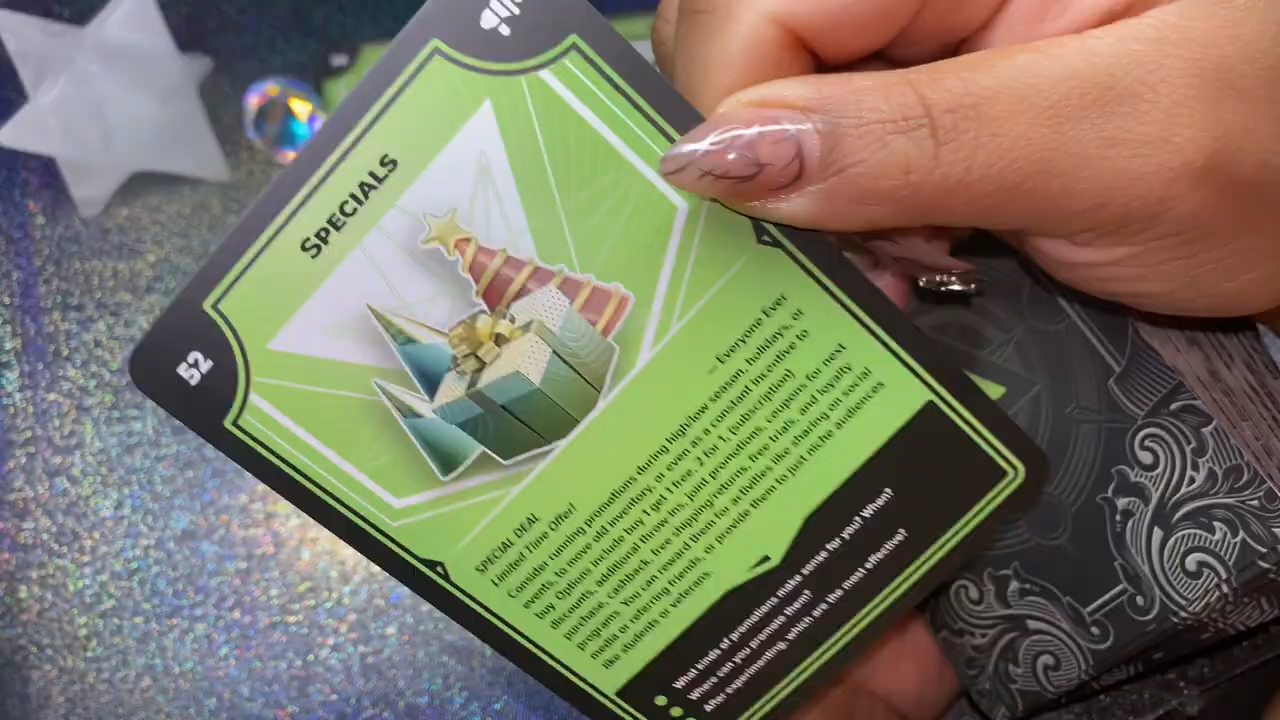 52
SPECIALS
SPECIAL DEAL
Limited Time Offer!
— Everyone Ever
Consider running promotions during high/low season, holidays, or
events, to move old inventory, or even as a constant incentive to
buy. Options include buy 1 get 1 free, 2 for 1, (subscription)
discounts, additional throw ins, joint promotions, coupons for next
purchase, cashback, free shipping/returns, free trials, and loyalty
programs. You can reward them for activities like sharing on social
media or referring friends, or provide them to just niche audiences
like students or veterans.
What kinds of promotions make sense for you? When?
Where can you promote them?
After experimenting, which are the most effective?